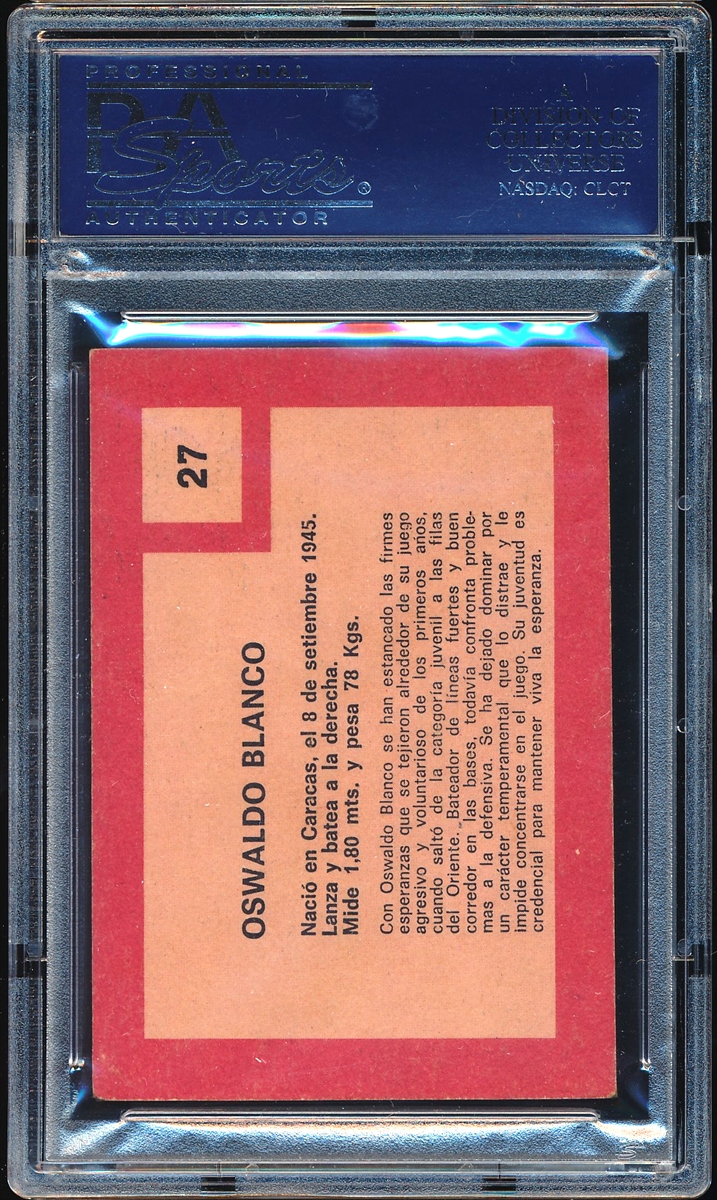 PROFESSIONAL
PSA
Sports®
AUTHENTICATOR
A
DIVISION OF
COLLECTORS
UNIVERSE
NASDAQ: CLCT
27
OSWALDO BLANCO
Nació en Caracas, el 8 de setiembre 1945.
Lanza y batea a la derecha.
Mide 1,80 mts. y pesa 78 Kgs.
Con Oswaldo Blanco se han estancado las firmes
esperanzas que se tejieron alrededor de su juego
agresivo y voluntarioso de los primeros años,
cuando saltó de la categoría juvenil a las filas
del Oriente. Bateador de líneas fuertes y buen
corredor en las bases, todavía confronta proble-
mas a la defensiva. Se ha dejado dominar por
un carácter temperamental que lo distrae y le
impide concentrarse en el juego. Su juventud es
credencial para mantener viva la esperanza.